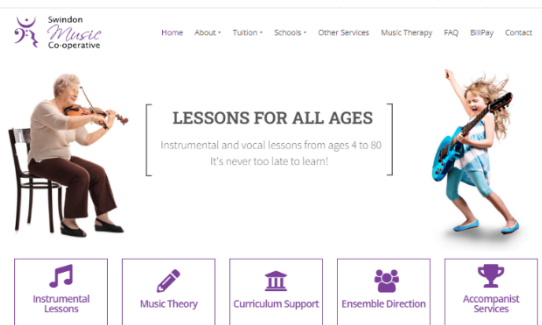 Swindon
Music
Co-operative
Home About Tuition Schools Other Services Music Therapy FAQ BillPay Contact
LESSONS FOR ALL AGES
Instrumental and vocal lessons from ages 4 to 80
It's never too late to learn!
Instrumental
Lessons
Music Theory
Curriculum Support
Ensemble Direction
Accompanist
Services